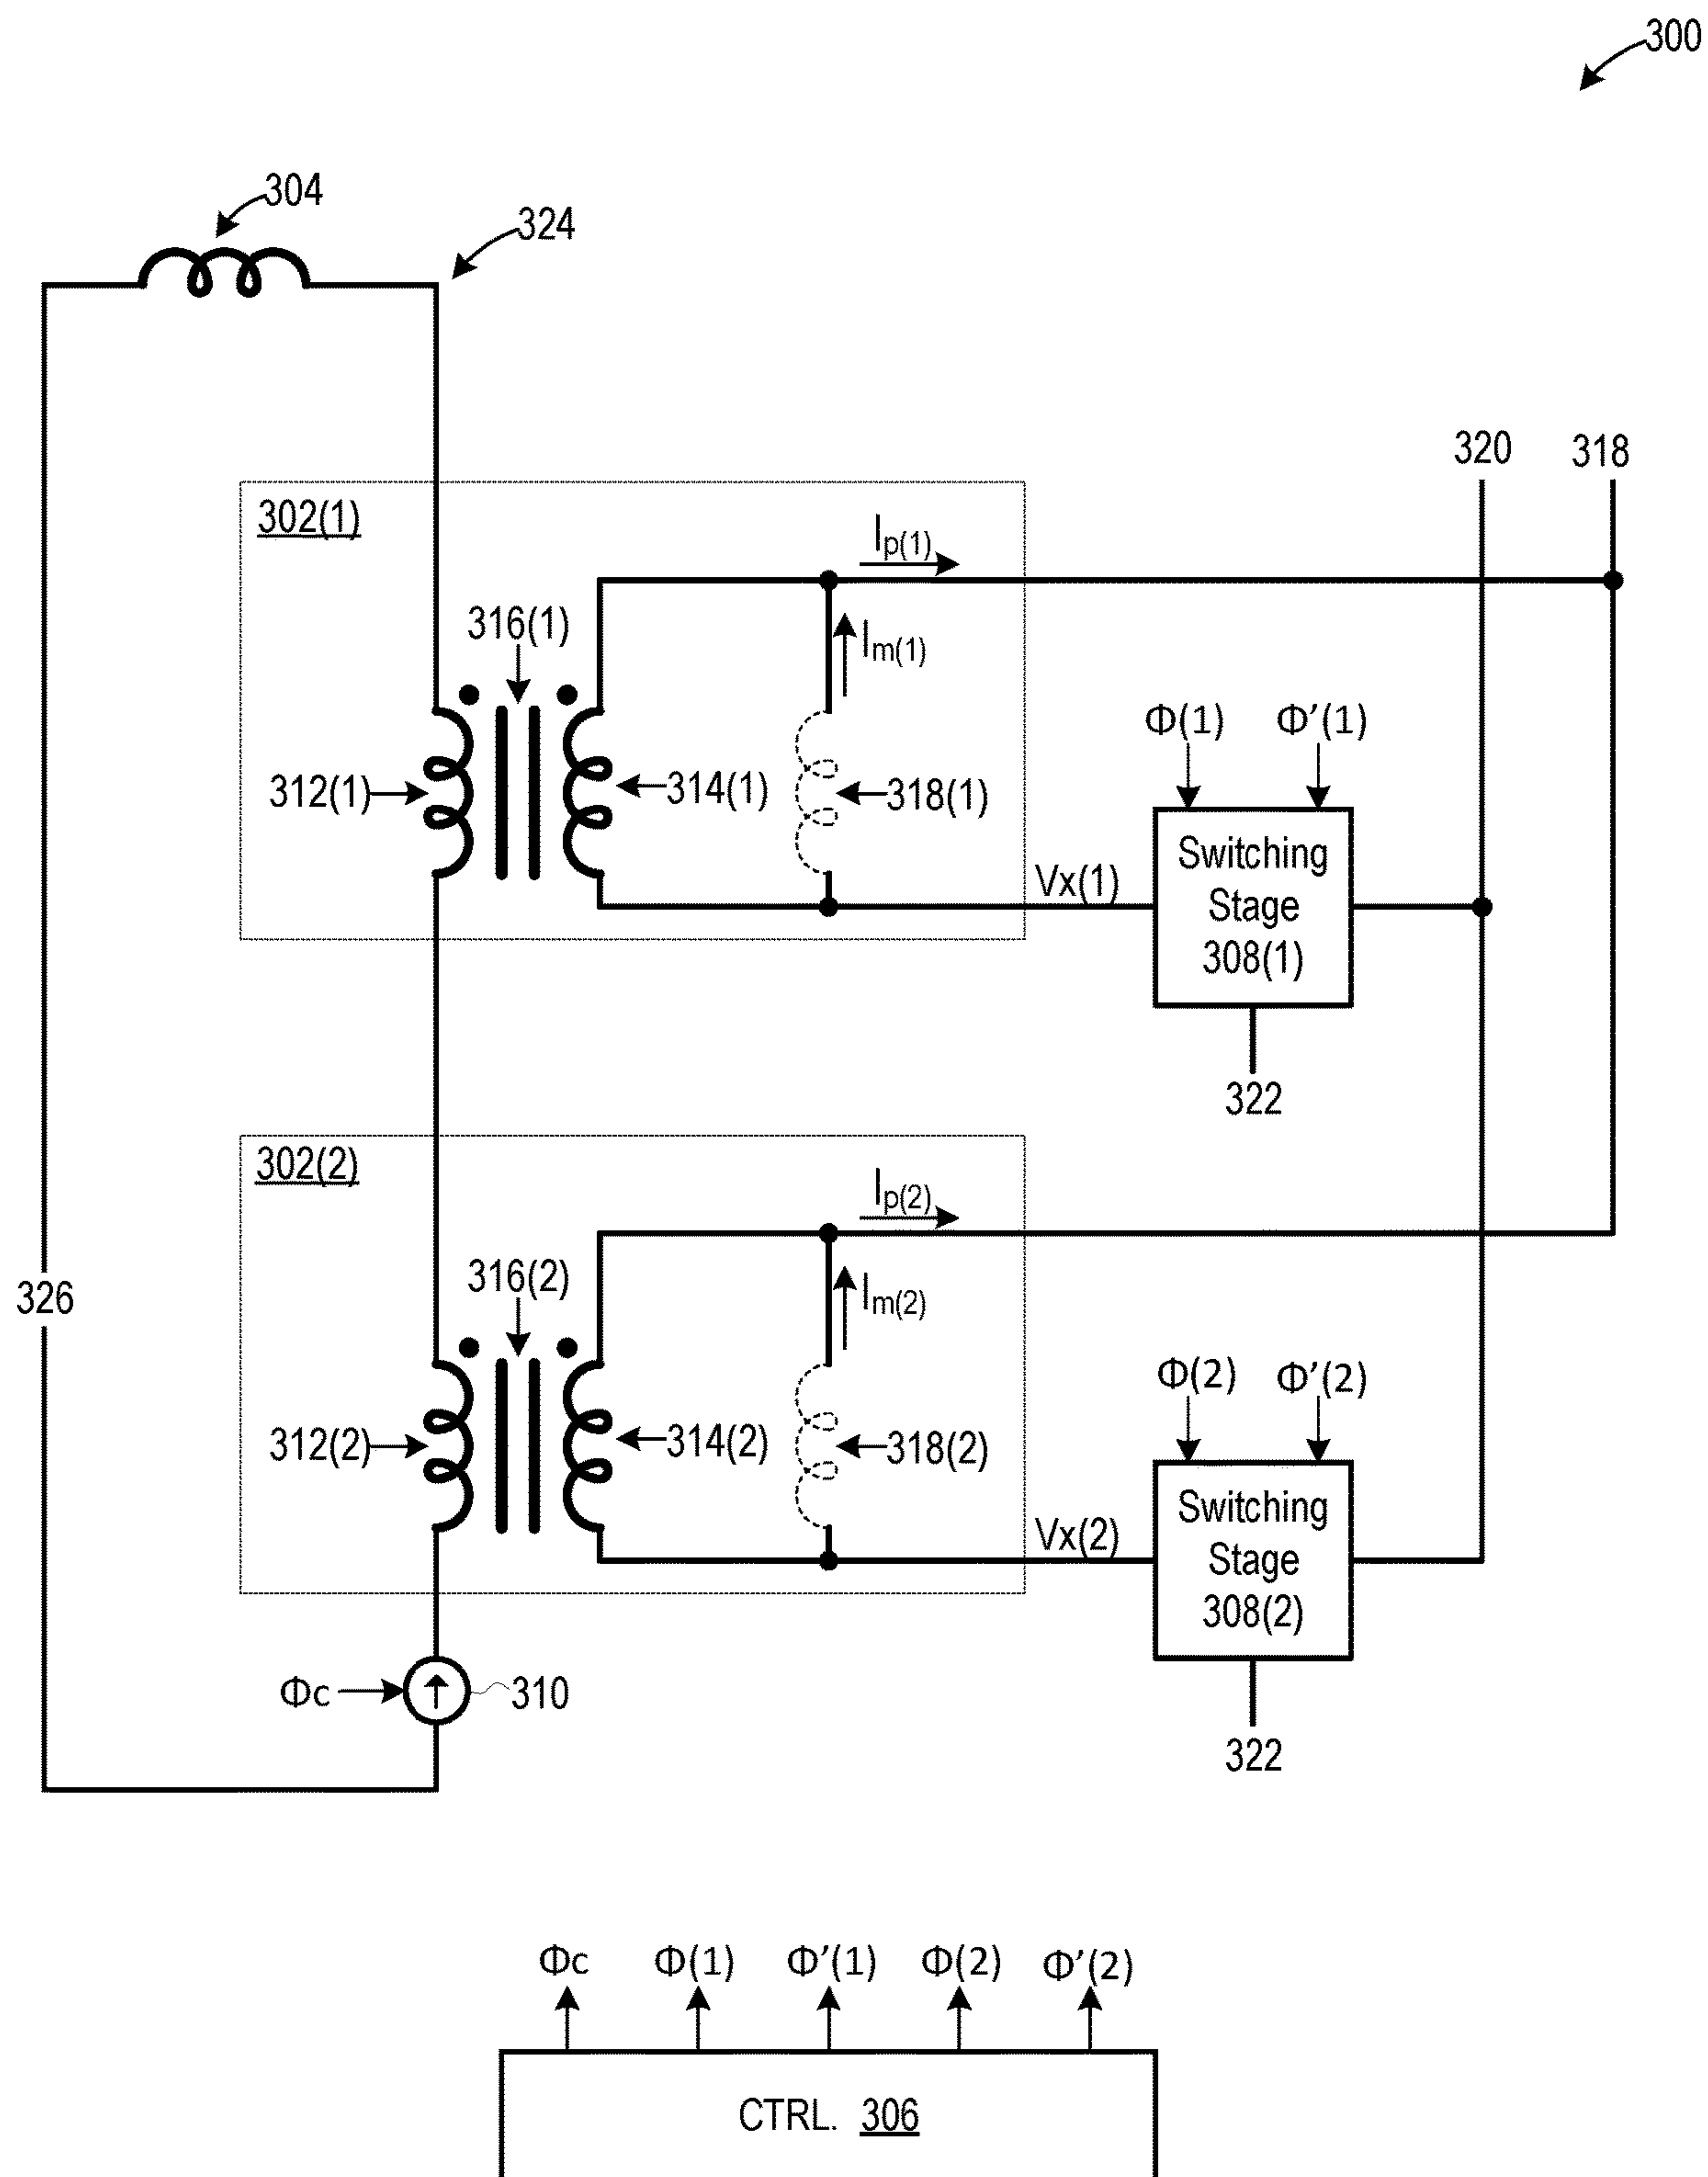 300
304
324
320
318
302(1)
Ip(1)
316(1)
Im(1)
Φ(1)
Φ’(1)
312(1)
314(1)
318(1)
Vx(1)
Switching
Stage
308(1)
322
302(2)
Ip(2)
316(2)
326
Im(2)
Φ(2)
Φ’(2)
312(2)
314(2)
318(2)
Vx(2)
Switching
Stage
308(2)
Φc
310
322
Φc Φ(1) Φ’(1) Φ(2) Φ’(2)
CTRL. 306